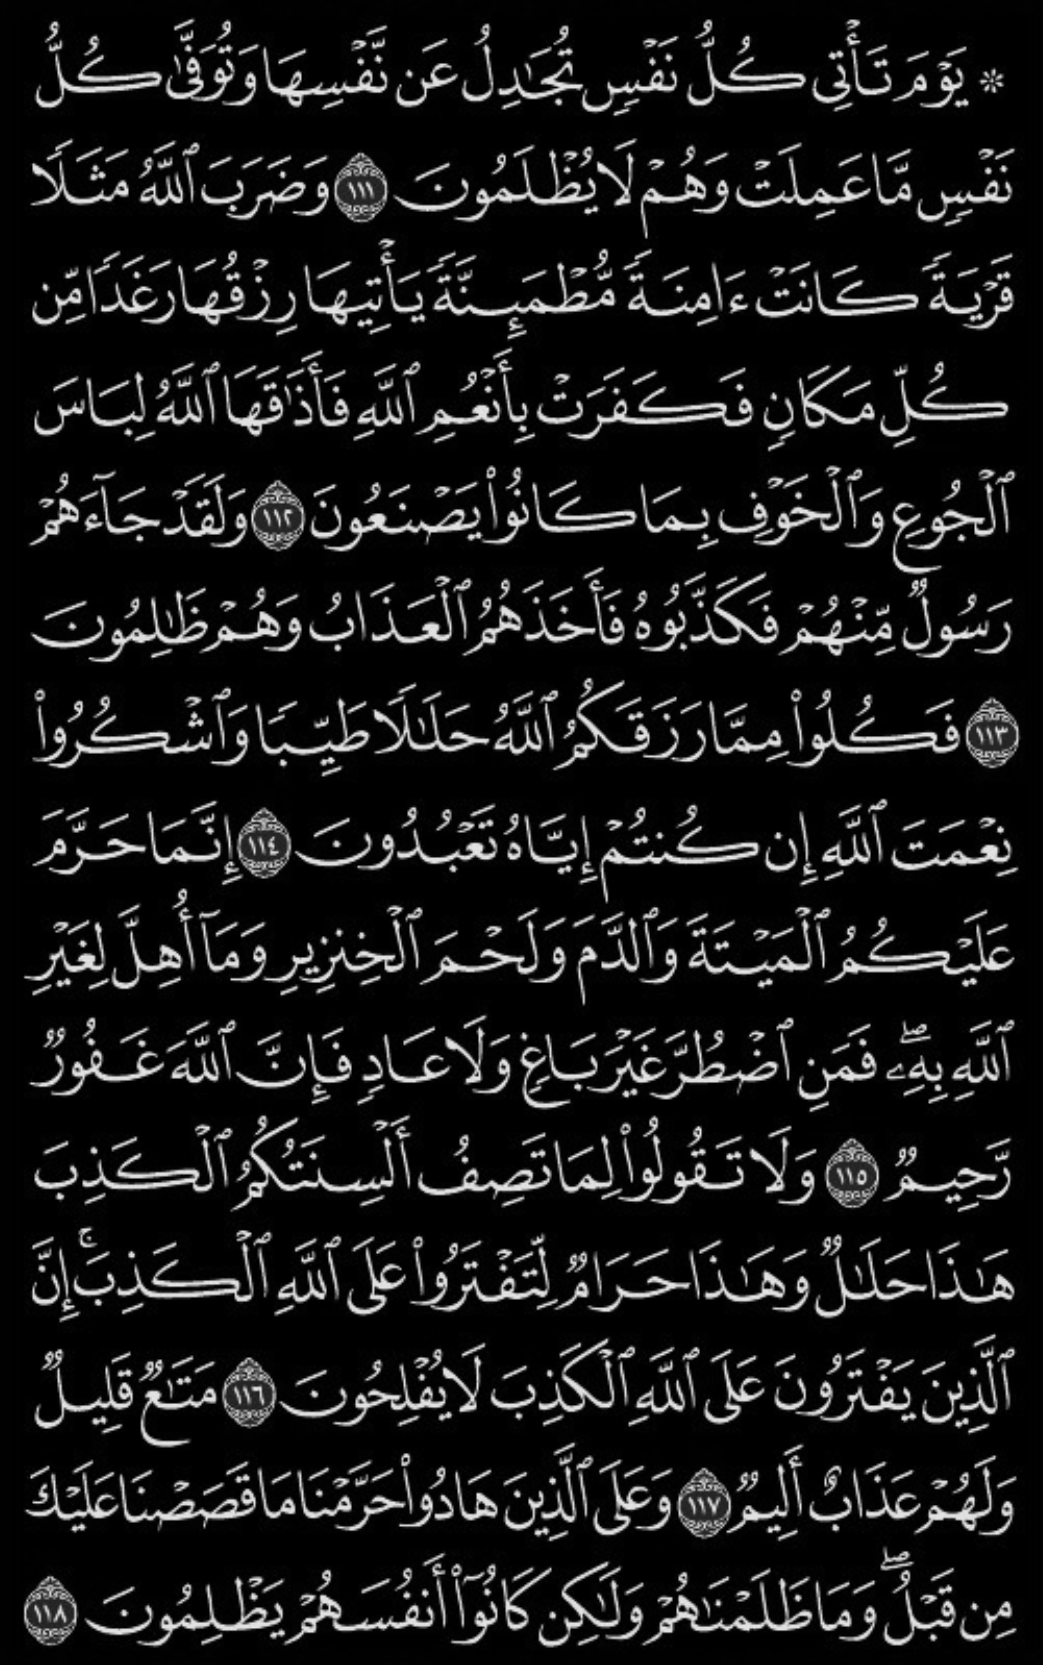 ۞ يَوْمَ تَأْتِى كُلُّ نَفْسٍ تُجَٰدِلُ عَن نَّفْسِهَا وَتُوَفَّىٰ كُلُّ
نَفْسٍ مَّا عَمِلَتْ وَهُمْ لَا يُظْلَمُونَ ١١١ وَضَرَبَ ٱللَّهُ مَثَلًا
قَرْيَةً كَانَتْ ءَامِنَةً مُّطْمَئِنَّةً يَأْتِيهَا رِزْقُهَا رَغَدًا مِّن
كُلِّ مَكَانٍ فَكَفَرَتْ بِأَنْعُمِ ٱللَّهِ فَأَذَٰقَهَا ٱللَّهُ لِبَاسَ
ٱلْجُوعِ وَٱلْخَوْفِ بِمَا كَانُوا۟ يَصْنَعُونَ ١١٢ وَلَقَدْ جَآءَهُمْ
رَسُولٌ مِّنْهُمْ فَكَذَّبُوهُ فَأَخَذَهُمُ ٱلْعَذَابُ وَهُمْ ظَٰلِمُونَ
١١٣ فَكُلُوا۟ مِمَّا رَزَقَكُمُ ٱللَّهُ حَلَٰلًا طَيِّبًا وَٱشْكُرُوا۟
نِعْمَتَ ٱللَّهِ إِن كُنتُمْ إِيَّاهُ تَعْبُدُونَ ١١٤ إِنَّمَا حَرَّمَ
عَلَيْكُمُ ٱلْمَيْتَةَ وَٱلدَّمَ وَلَحْمَ ٱلْخِنزِيرِ وَمَآ أُهِلَّ لِغَيْرِ
ٱللَّهِ بِهِۦۖ فَمَنِ ٱضْطُرَّ غَيْرَ بَاغٍ وَلَا عَادٍ فَإِنَّ ٱللَّهَ غَفُورٌ
رَّحِيمٌ ١١٥ وَلَا تَقُولُوا۟ لِمَا تَصِفُ أَلْسِنَتُكُمُ ٱلْكَذِبَ
هَٰذَا حَلَٰلٌ وَهَٰذَا حَرَامٌ لِّتَفْتَرُوا۟ عَلَى ٱللَّهِ ٱلْكَذِبَۚ إِنَّ
ٱلَّذِينَ يَفْتَرُونَ عَلَى ٱللَّهِ ٱلْكَذِبَ لَا يُفْلِحُونَ ١١٦ مَتَٰعٌ قَلِيلٌ
وَلَهُمْ عَذَابٌ أَلِيمٌ ١١٧ وَعَلَى ٱلَّذِينَ هَادُوا۟ حَرَّمْنَا مَا قَصَصْنَا عَلَيْكَ
مِن قَبْلُۖ وَمَا ظَلَمْنَٰهُمْ وَلَٰكِن كَانُوٓا۟ أَنفُسَهُمْ يَظْلِمُونَ ١١٨